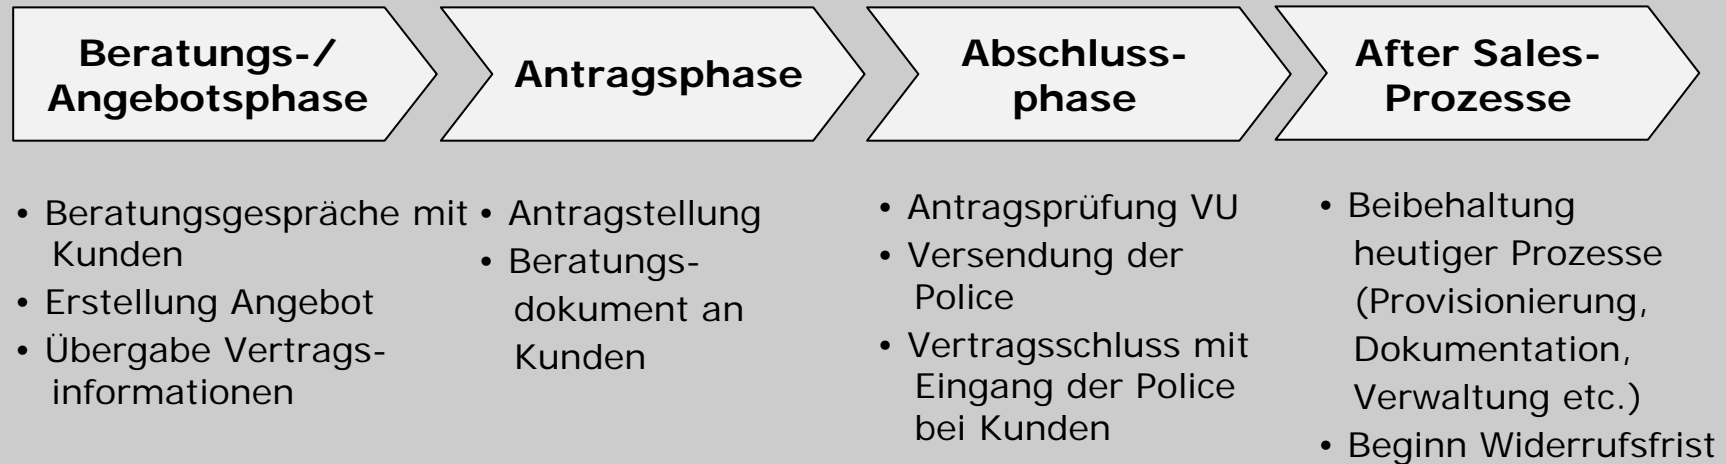 Beratungs-/
Angebotsphase
Antragsphase
Abschluss-
phase
After Sales-
Prozesse
• Beratungsgespräche mit
Kunden
• Erstellung Angebot
• Übergabe Vertrags-
informationen
• Antragstellung
• Beratungs-
dokument an
Kunden
• Antragsprüfung VU
• Versendung der
Police
• Vertragsschluss mit
Eingang der Police
bei Kunden
• Beibehaltung
heutiger Prozesse
(Provisionierung,
Dokumentation,
Verwaltung etc.)
• Beginn Widerrufsfrist